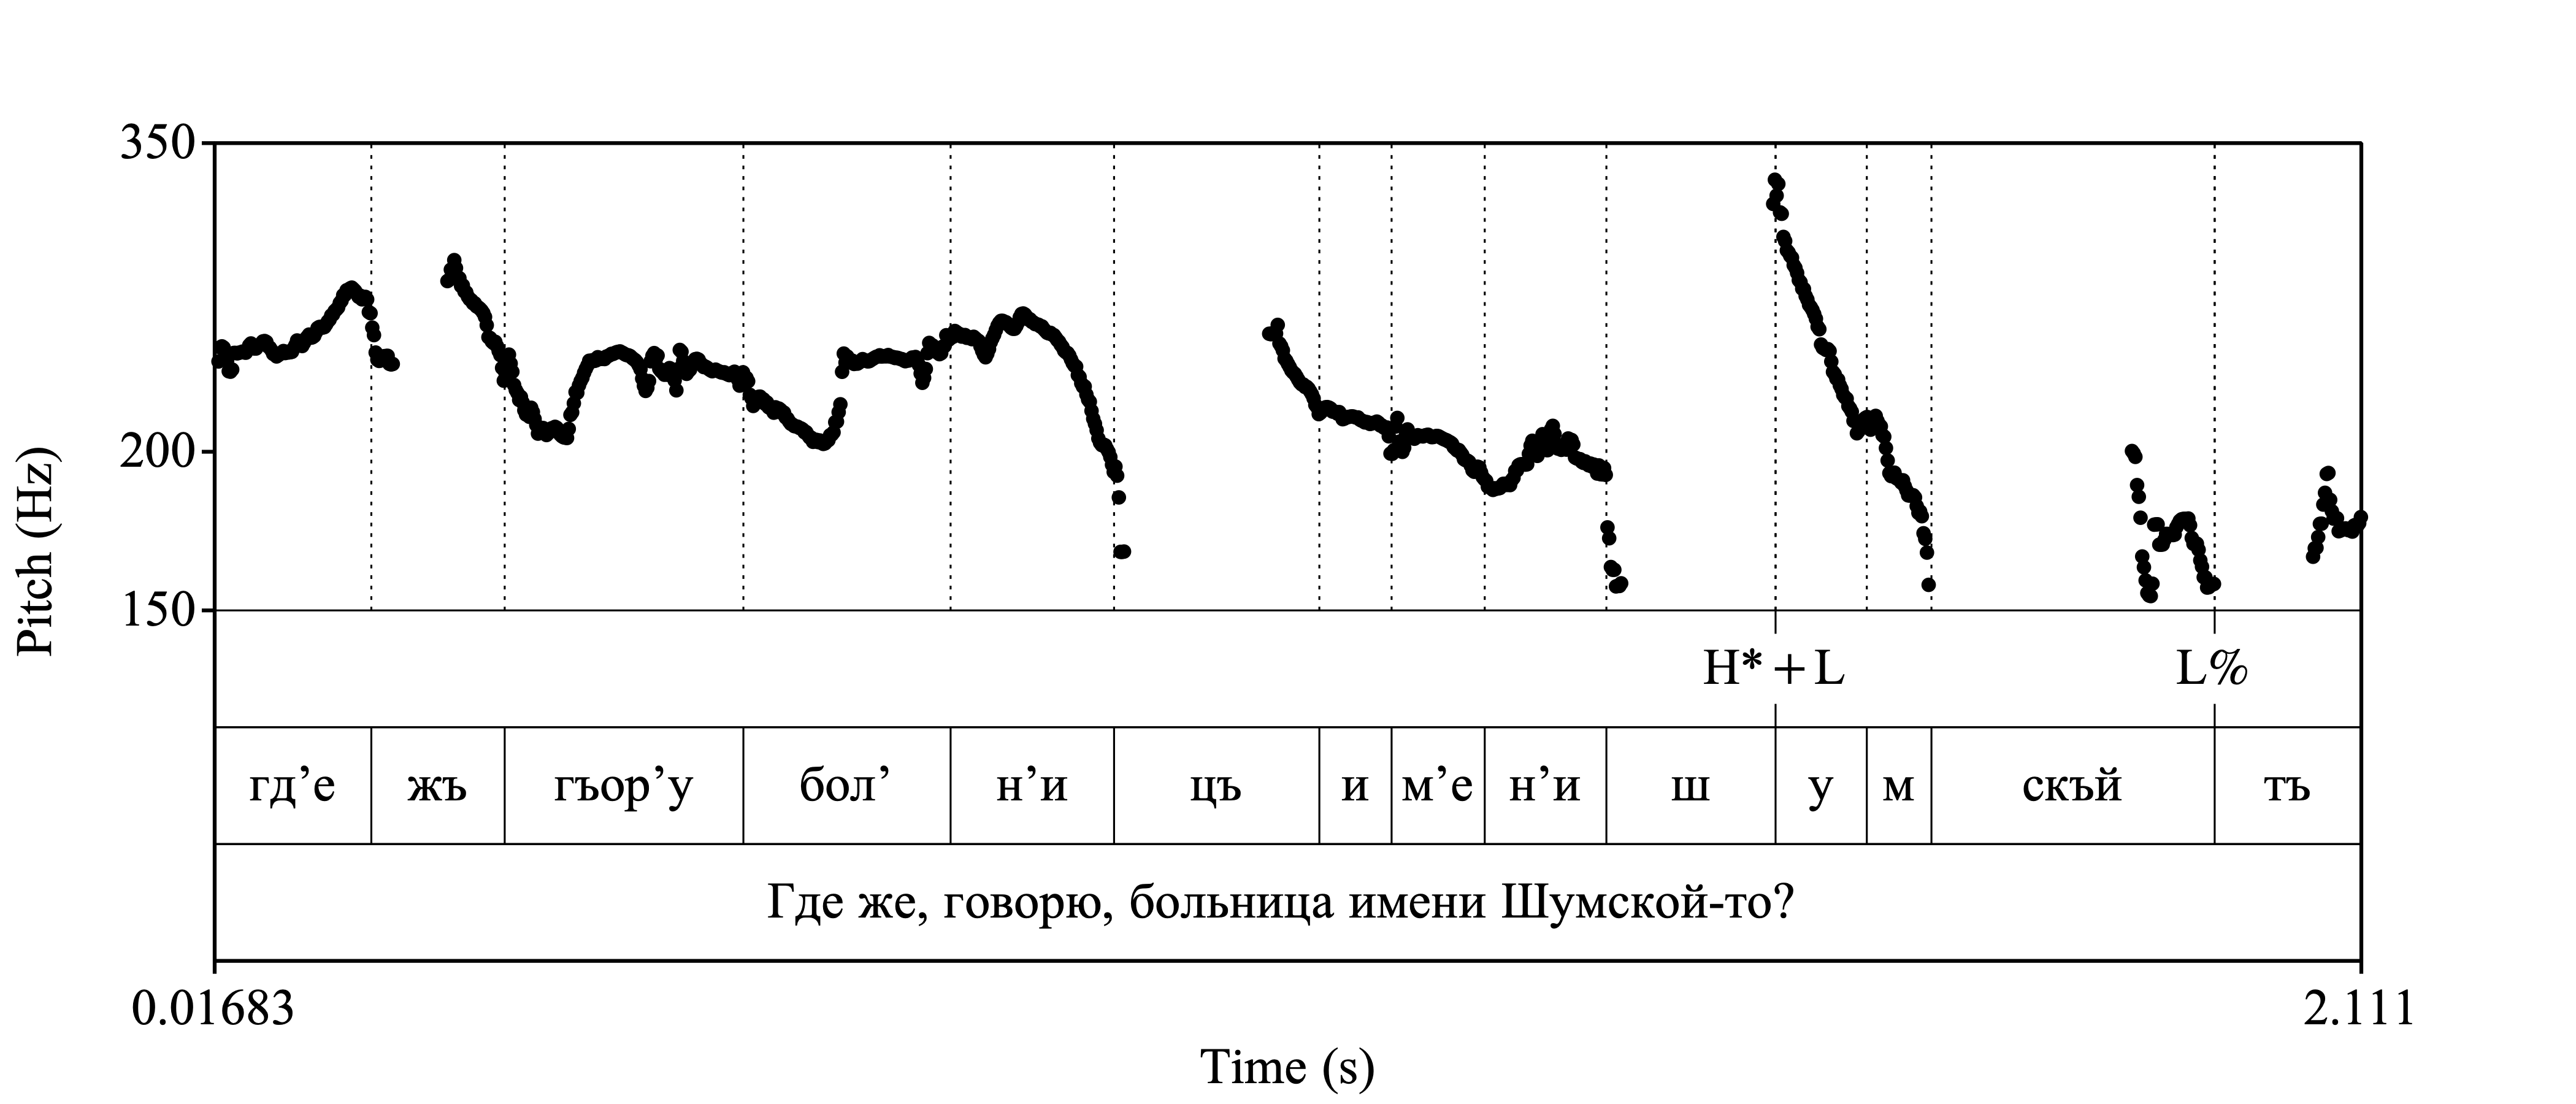 350
200
150
Pitch (Hz)
H* + L L%
гд’е жъ гъор’у бол’ н’и цъ и м’е н’и ш у м скъй тъ
Где же, говорю, больница имени Шумской-то?
0.01683 2.111
Time (s)